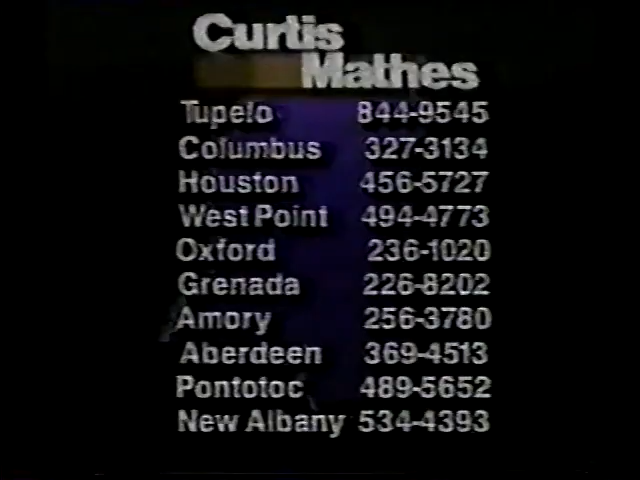 Curtis
Mathes
Tupelo 844-9545
Columbus 327-3134
Houston 456-5727
West Point 494-4773
Oxford 236-1020
Grenada 226-8202
Amory 256-3780
Aberdeen 369-4513
Pontotoc 489-5652
New Albany 534-4393